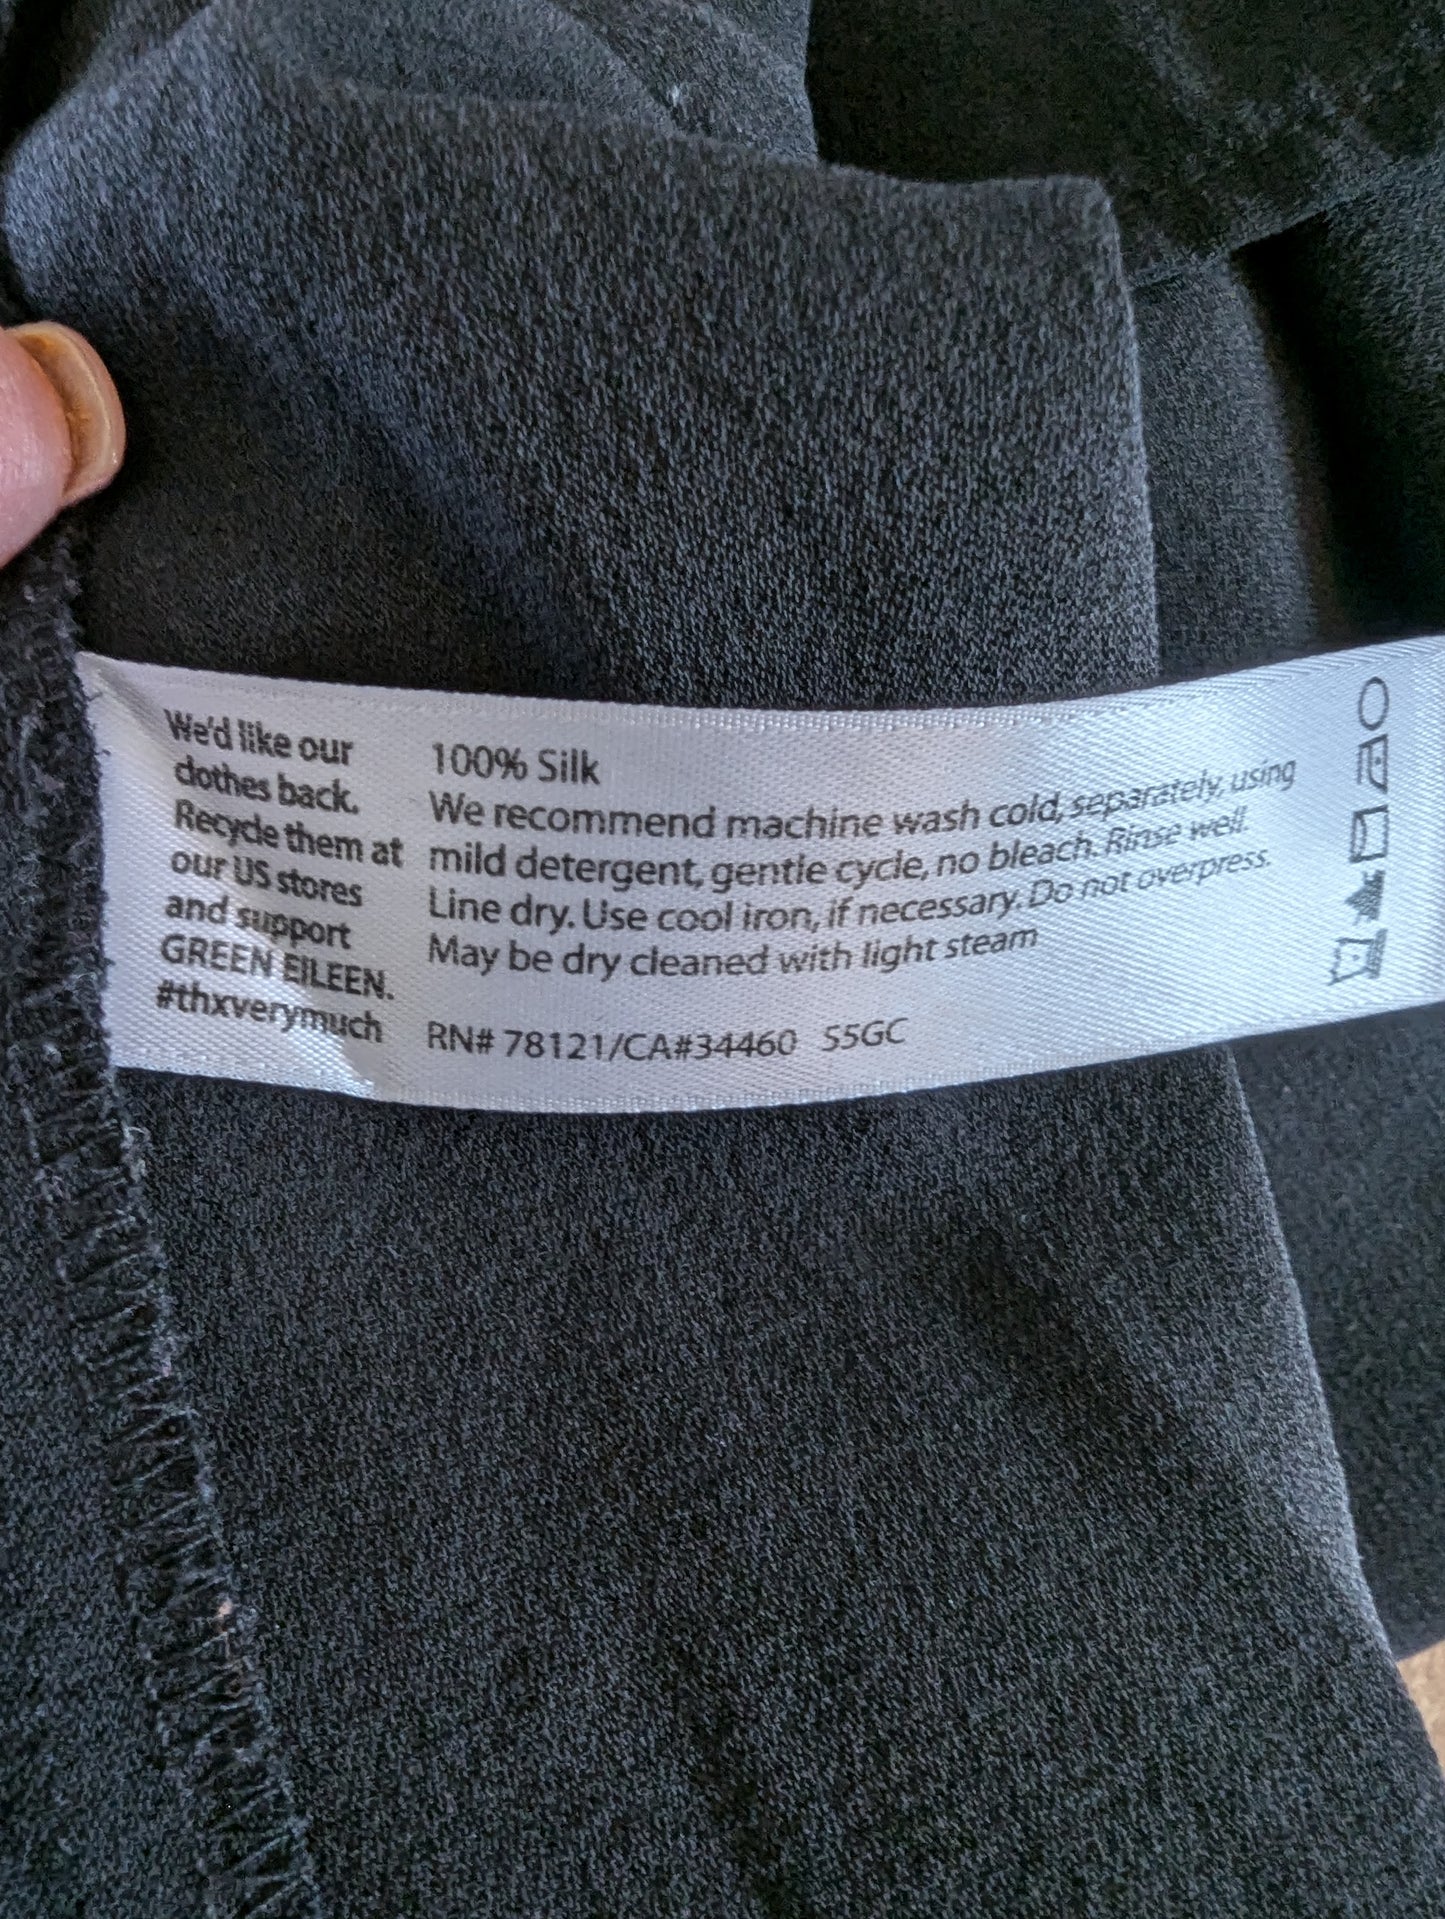 We'd like our
clothes back.
Recycle them at
our US stores
and support
GREEN EILEEN.
#thxverymuch
100% Silk
We recommend machine wash cold, separately, using
mild detergent, gentle cycle, no bleach. Rinse well.
Line dry. Use cool iron, if necessary. Do not overpress.
May be dry cleaned with light steam
RN# 78121/CA#34460 S5GC